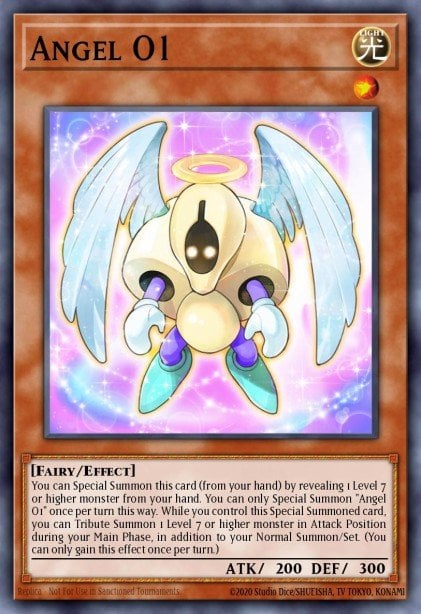 Angel O1
LIGHT
光
[Fairy/Effect]
You can Special Summon this card (from your hand) by revealing 1 Level 7
or higher monster from your hand. You can only Special Summon "Angel
O1" once per turn this way. While you control this Special Summoned card,
you can Tribute Summon 1 Level 7 or higher monster in Attack Position
during your Main Phase, in addition to your Normal Summon/Set. (You
can only gain this effect once per turn.)
ATK/ 200 DEF/ 300
Replica - Not For Use in Sanctioned Tournaments
©2020 Studio Dice/SHUEISHA, TV TOKYO, KONAMI